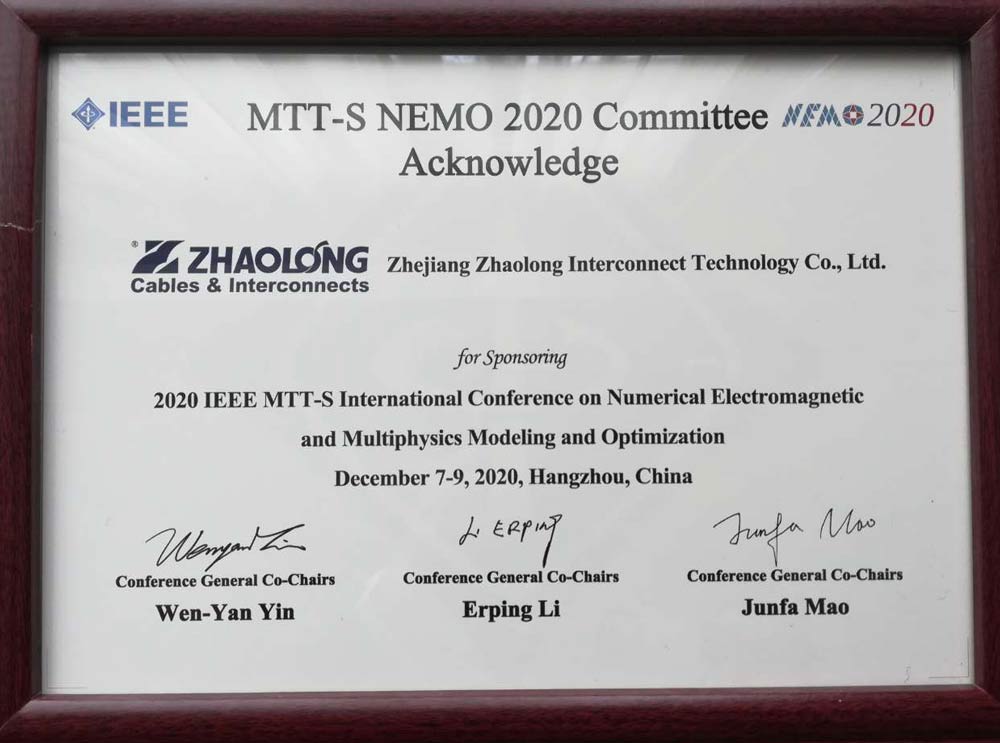 IEEE MTT-S NEMO 2020 Committee NEMO 2020
Acknowledge
® ZHAOLONG Zhejiang Zhaolong Interconnect Technology Co., Ltd.
Cables & Interconnects
for Sponsoring
2020 IEEE MTT-S International Conference on Numerical Electromagnetic
and Multiphysics Modeling and Optimization
December 7-9, 2020, Hangzhou, China
Wenyan Yin Li ERPING Junfa Mao
Conference General Co-Chairs Conference General Co-Chairs Conference General Co-Chairs
Wen-Yan Yin Erping Li Junfa Mao